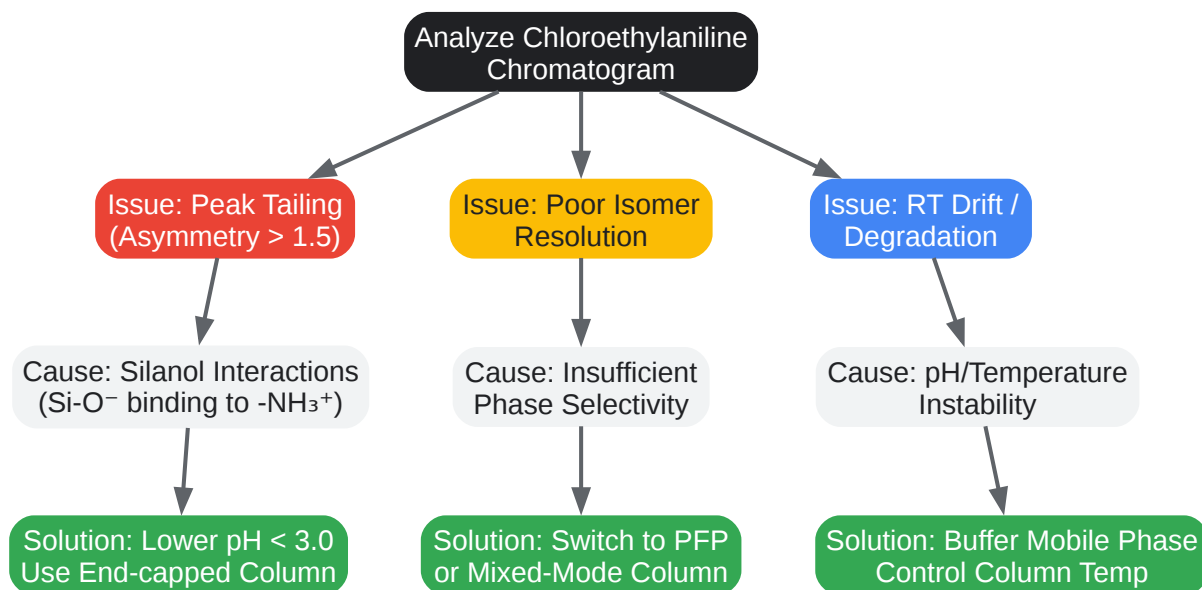 Analyze Chloroethylaniline
Chromatogram
Issue: Peak Tailing
(Asymmetry > 1.5)
Issue: Poor Isomer
Resolution
Issue: RT Drift /
Degradation
Cause: Silanol Interactions
(Si-O⁻ binding to -NH₃⁺)
Cause: Insufficient
Phase Selectivity
Cause: pH/Temperature
Instability
Solution: Lower pH < 3.0
Use End-capped Column
Solution: Switch to PFP
or Mixed-Mode Column
Solution: Buffer Mobile Phase
Control Column Temp